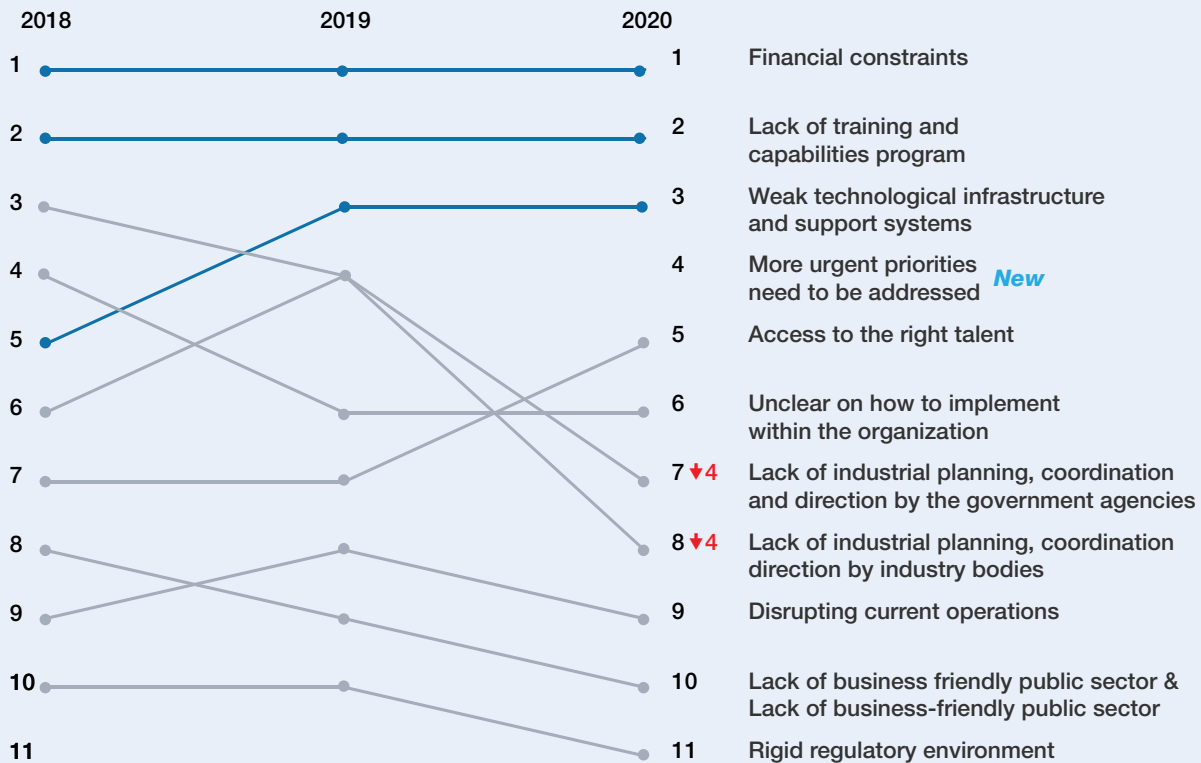 2018 2019 2020
1 1 Financial constraints
2 2 Lack of training and
capabilities program
3 3 Weak technological infrastructure
and support systems
4 4 More urgent priorities
need to be addressed New
5 5 Access to the right talent
6 6 Unclear on how to implement
within the organization
7 7 4 Lack of industrial planning, coordination
and direction by the government agencies
8 8 4 Lack of industrial planning, coordination
direction by industry bodies
9 9 Disrupting current operations
10 10 Lack of business friendly public sector &
Lack of business-friendly public sector
11 11 Rigid regulatory environment